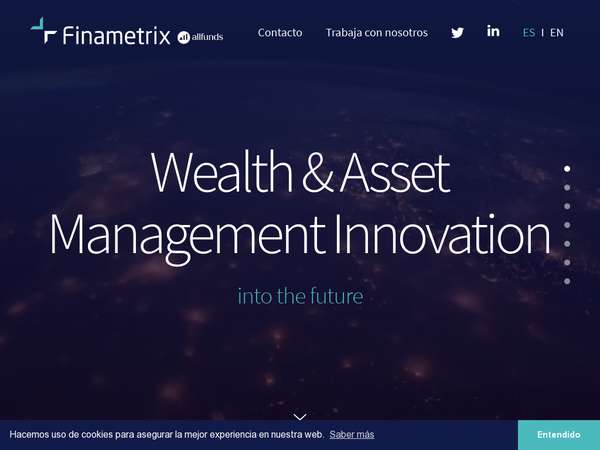 Finametrix allfunds Contacto Trabaja con nosotros ES I EN
Wealth & Asset
Management Innovation
into the future
Hacemos uso de cookies para asegurar la mejor experiencia en nuestra web. Saber más Entendido